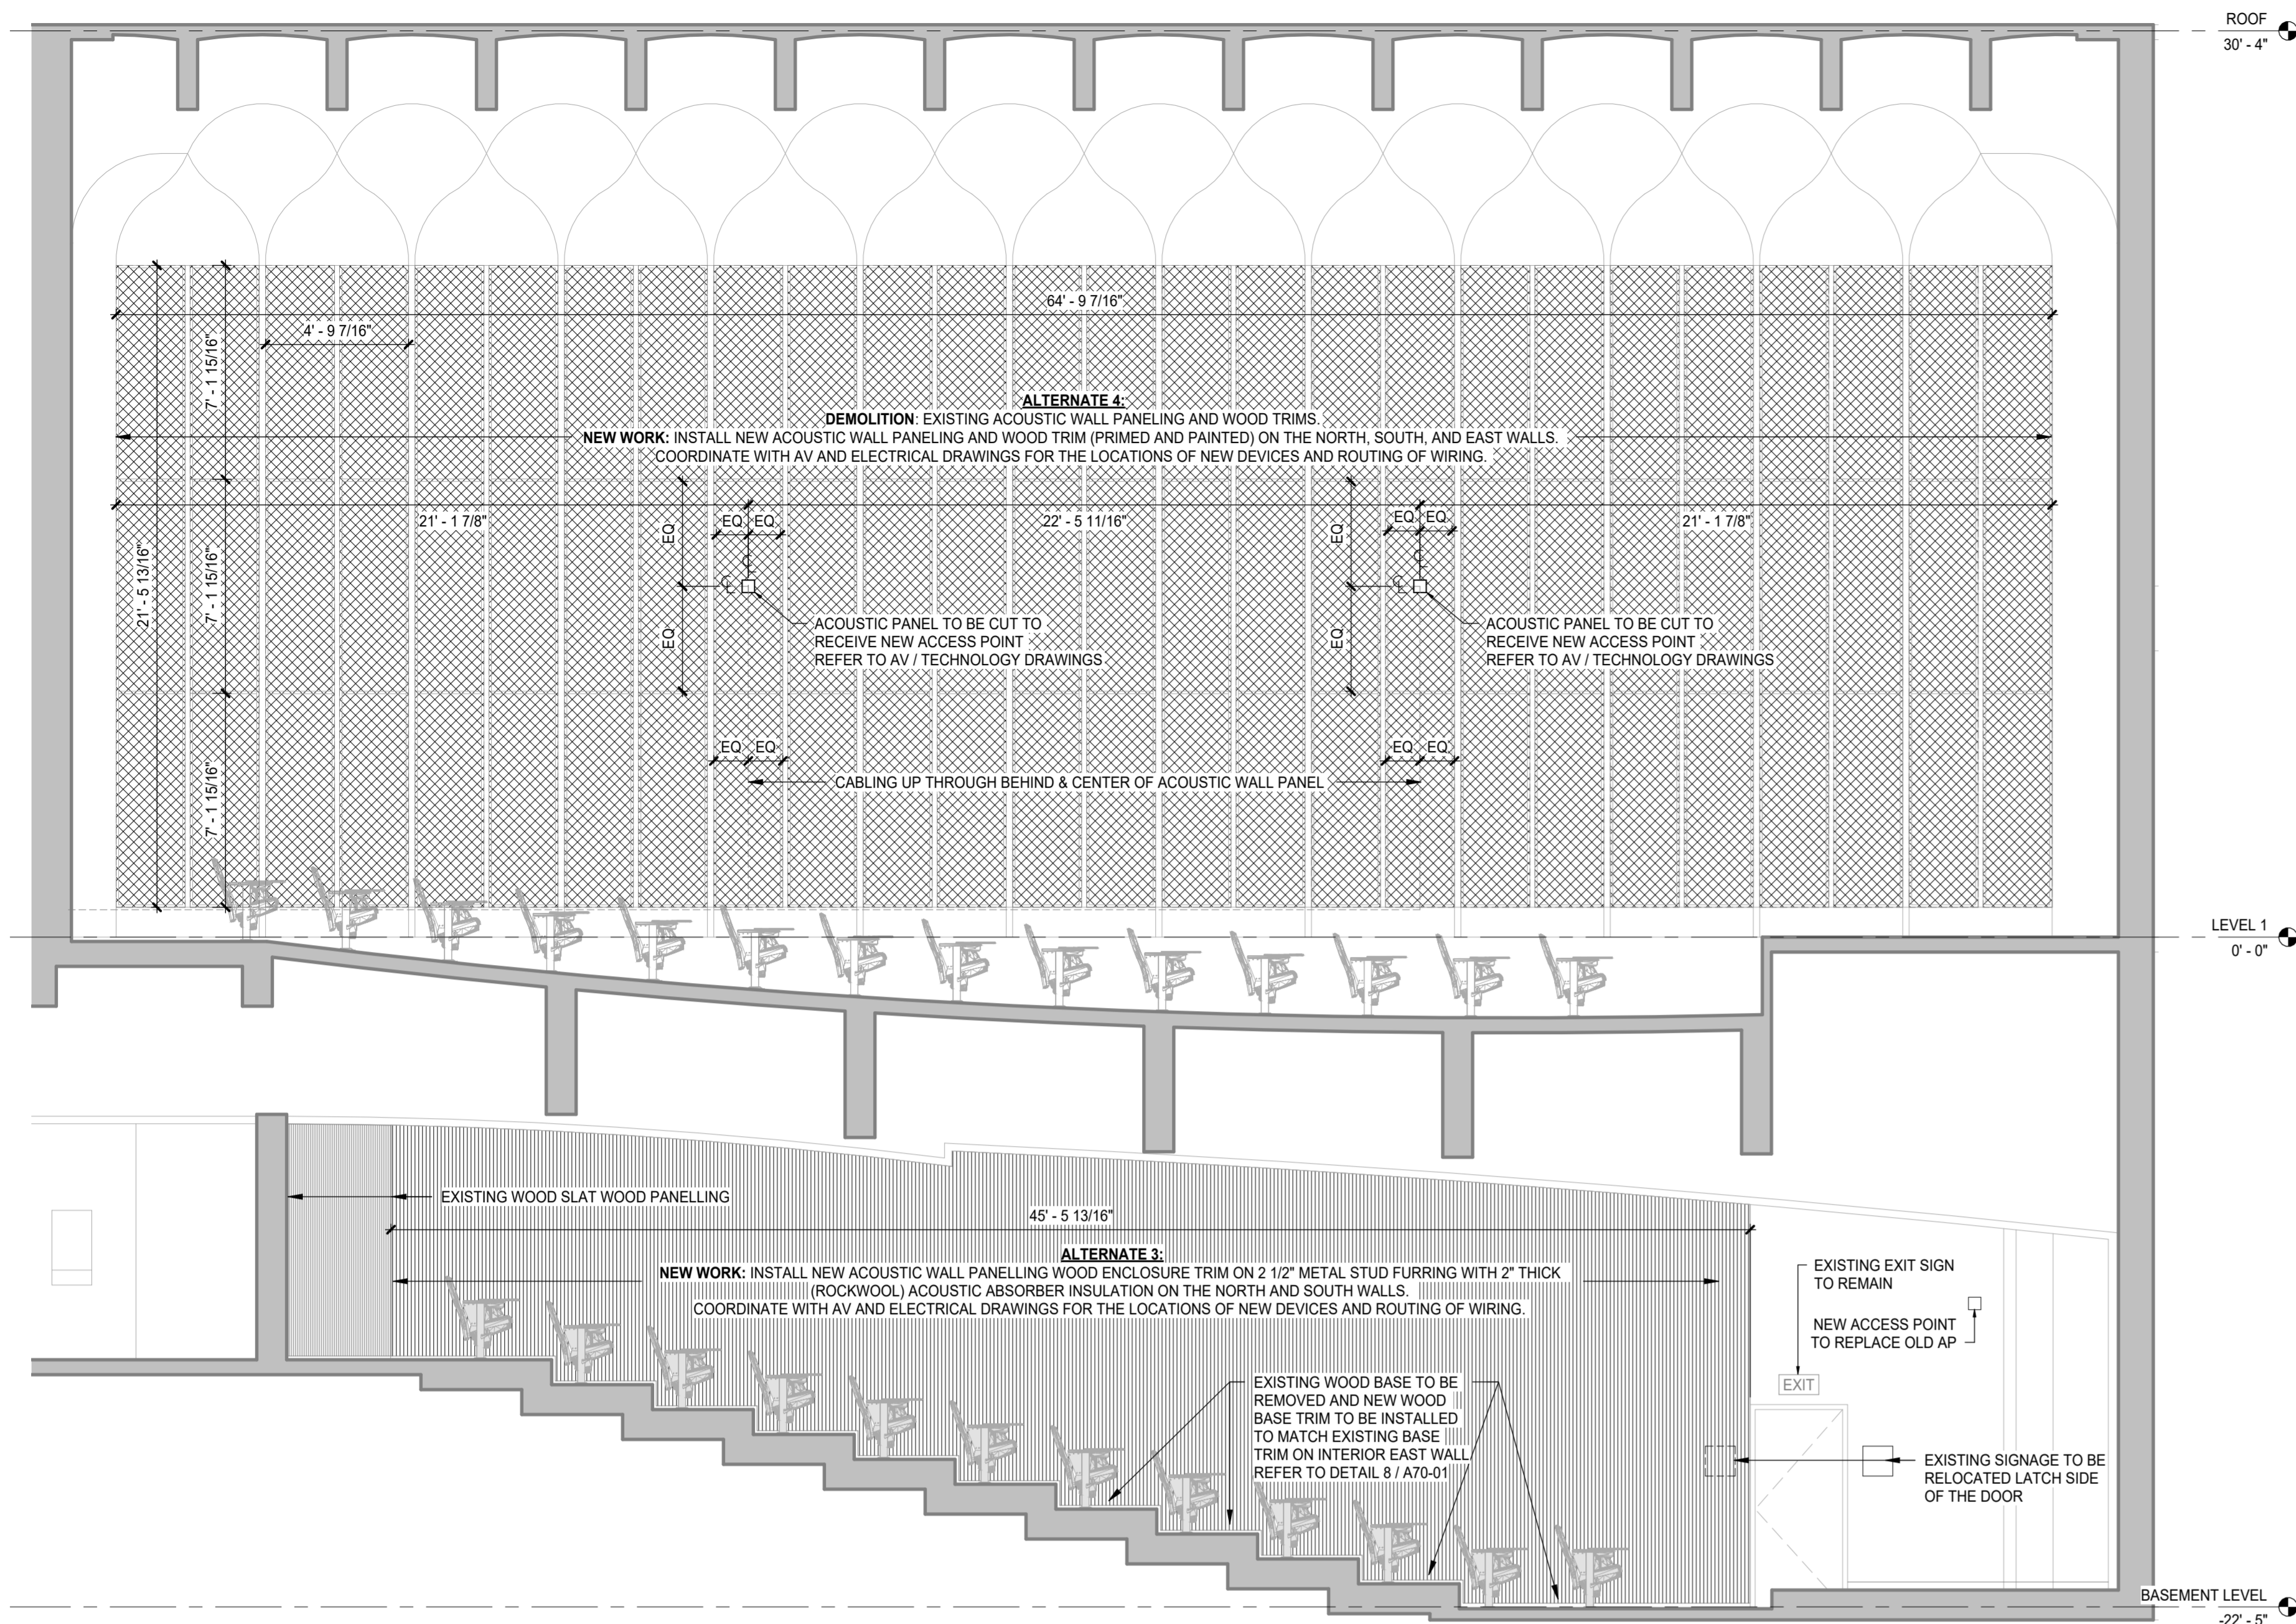 ROOF
30' - 4"
64' - 9 7/16"
4' - 9 7/16"
7' - 1 15/16"
ALTERNATE 4:
DEMOLITION: EXISTING ACOUSTIC WALL PANELING AND WOOD TRIMS.
NEW WORK: INSTALL NEW ACOUSTIC WALL PANELING AND WOOD TRIM (PRIMED AND PAINTED) ON THE NORTH, SOUTH, AND EAST WALLS.
COORDINATE WITH AV AND ELECTRICAL DRAWINGS FOR THE LOCATIONS OF NEW DEVICES AND ROUTING OF WIRING.
21' - 1 7/8"
EQ EQ
22' - 5 11/16"
EQ EQ
21' - 1 7/8"
EQ
EQ
21' - 5 13/16"
7' - 1 15/16"
CL
CL
CL
CL
EQ
EQ
ACOUSTIC PANEL TO BE CUT TO
RECEIVE NEW ACCESS POINT
REFER TO AV / TECHNOLOGY DRAWINGS
ACOUSTIC PANEL TO BE CUT TO
RECEIVE NEW ACCESS POINT
REFER TO AV / TECHNOLOGY DRAWINGS
EQ EQ
EQ EQ
CABLING UP THROUGH BEHIND & CENTER OF ACOUSTIC WALL PANEL
7' - 1 15/16"
LEVEL 1
0' - 0"
EXISTING WOOD SLAT WOOD PANELLING
45' - 5 13/16"
ALTERNATE 3:
NEW WORK: INSTALL NEW ACOUSTIC WALL PANELLING WOOD ENCLOSURE TRIM ON 2 1/2" METAL STUD FURRING WITH 2" THICK
(ROCKWOOL) ACOUSTIC ABSORBER INSULATION ON THE NORTH AND SOUTH WALLS.
COORDINATE WITH AV AND ELECTRICAL DRAWINGS FOR THE LOCATIONS OF NEW DEVICES AND ROUTING OF WIRING.
EXISTING EXIT SIGN
TO REMAIN
NEW ACCESS POINT
TO REPLACE OLD AP
EXIT
EXISTING WOOD BASE TO BE
REMOVED AND NEW WOOD
BASE TRIM TO BE INSTALLED
TO MATCH EXISTING BASE
TRIM ON INTERIOR EAST WALL
REFER TO DETAIL 8 / A70-01
EXISTING SIGNAGE TO BE
RELOCATED LATCH SIDE
OF THE DOOR
BASEMENT LEVEL
-22' - 5"